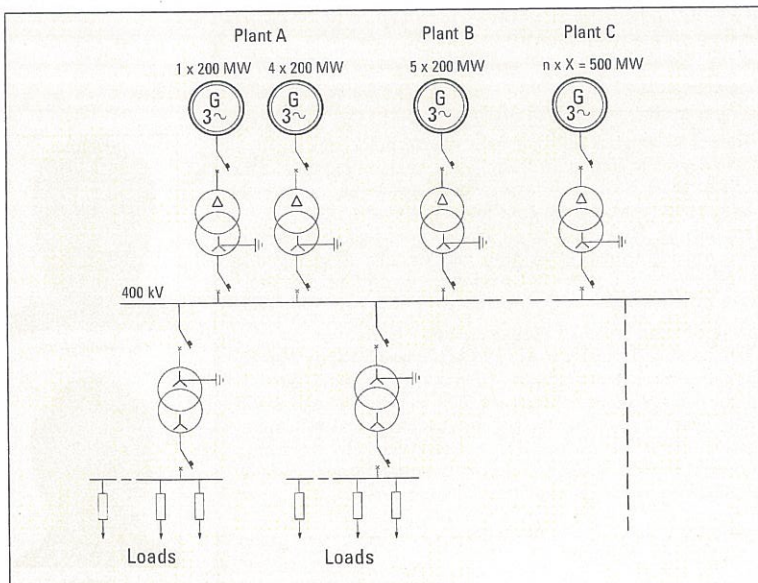 Plant A Plant B Plant C
1 x 200 MW 4 x 200 MW 5 x 200 MW n x X = 500 MW
G G G G
3~ 3~ 3~ 3~
400 kV
Loads Loads